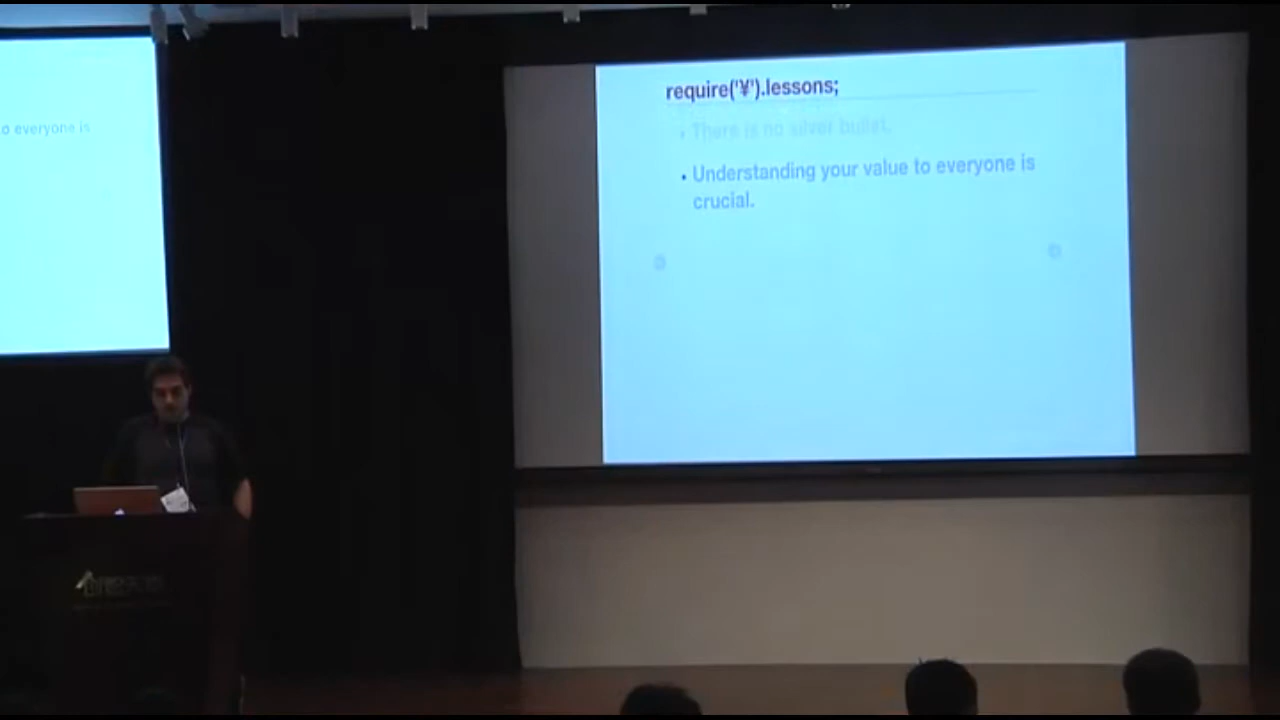 o everyone is
require('¥').lessons;
• There is no silver bullet.
• Understanding your value to everyone is
crucial.